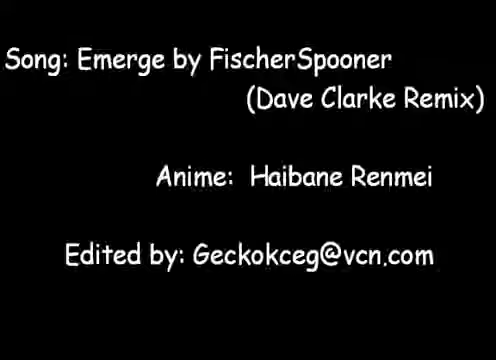 Song: Emerge by FischerSpooner
(Dave Clarke Remix)
Anime: Haibane Renmei
Edited by: Geckokceg@vcn.com